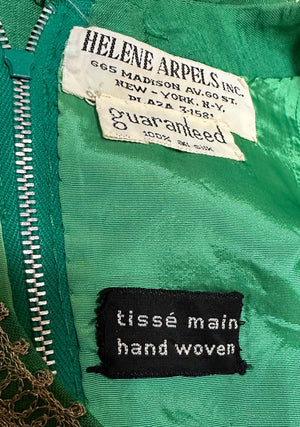 HELENE ARPELS INC.
665 MADISON AV. 60 ST.
NEW-YORK. N.Y.
PLAZA 3-1581
guaranteed
100% silk
tissé main
hand woven